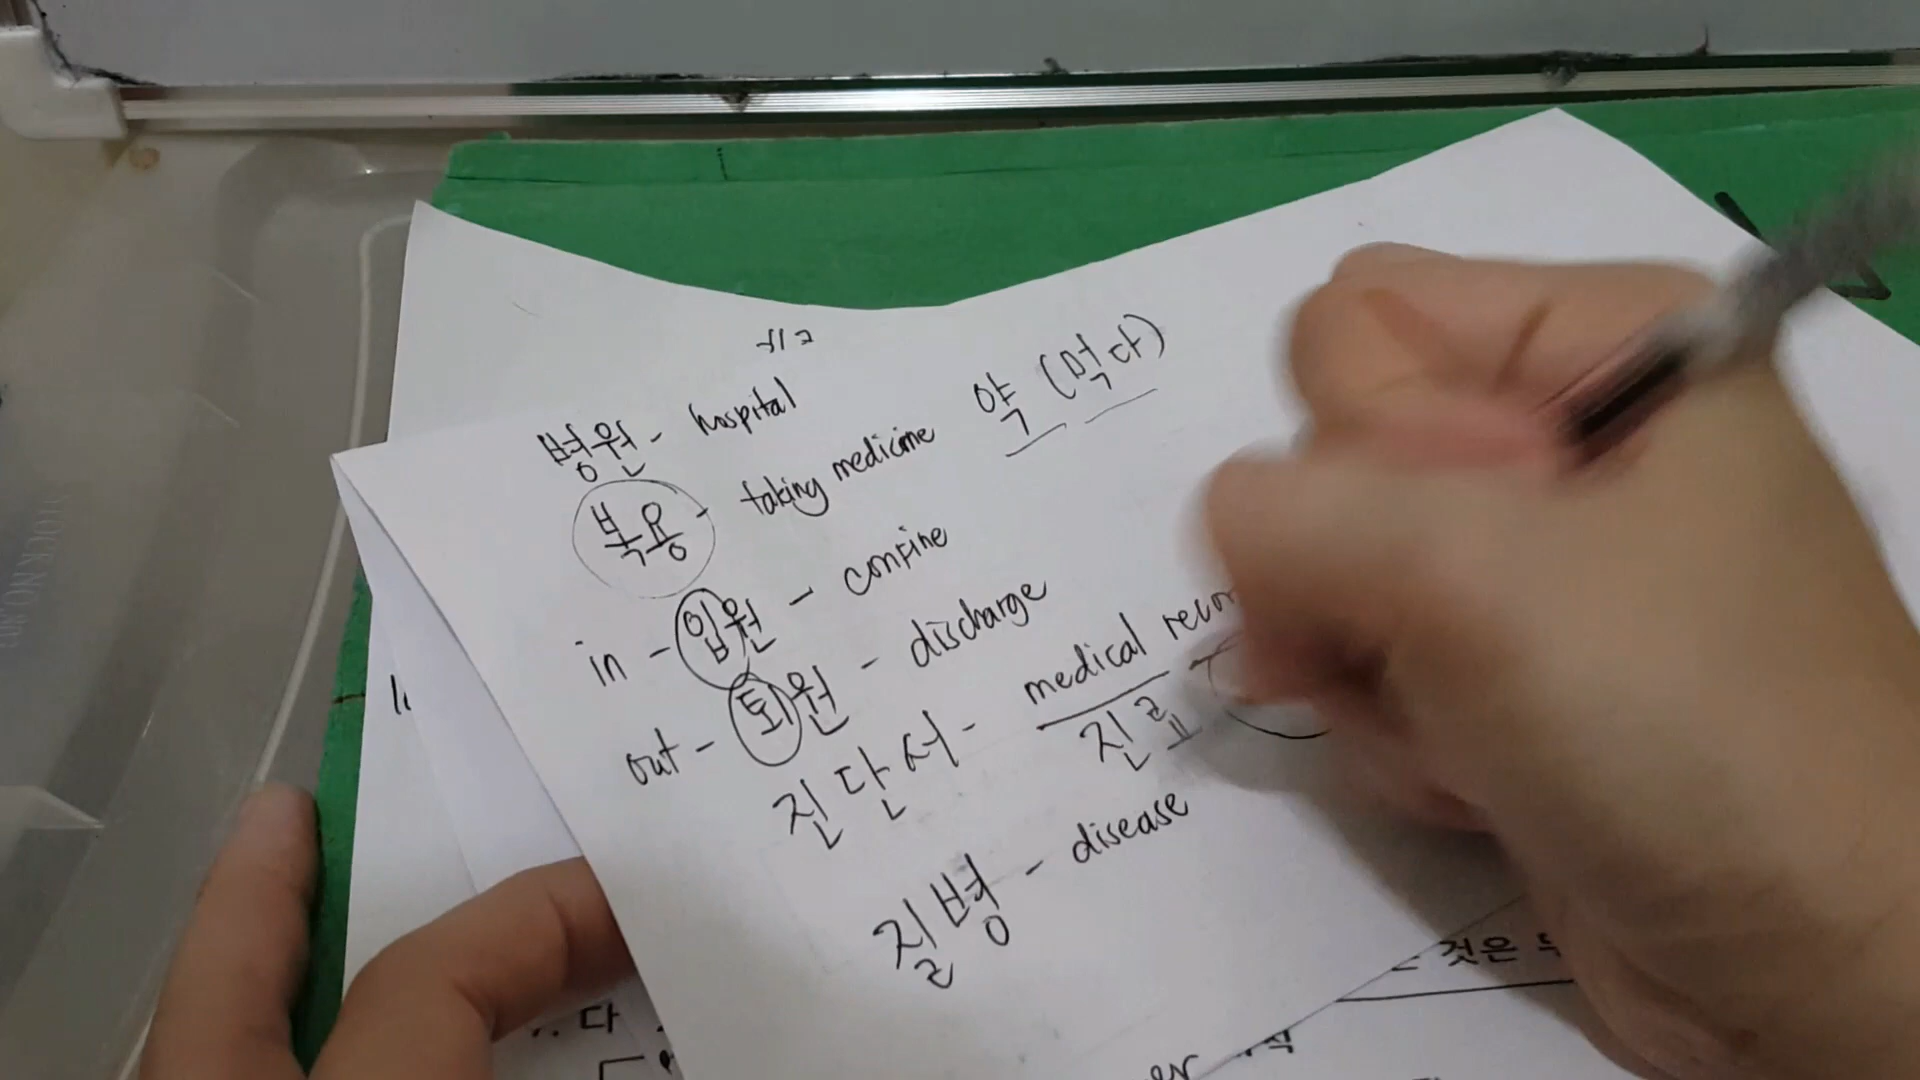 병원 - hospital
복용 - taking medicine 약 (먹다)
in - 입원 - confine
out - 퇴원 - discharge
진단서 - medical
진료
질병 - disease
것은
다